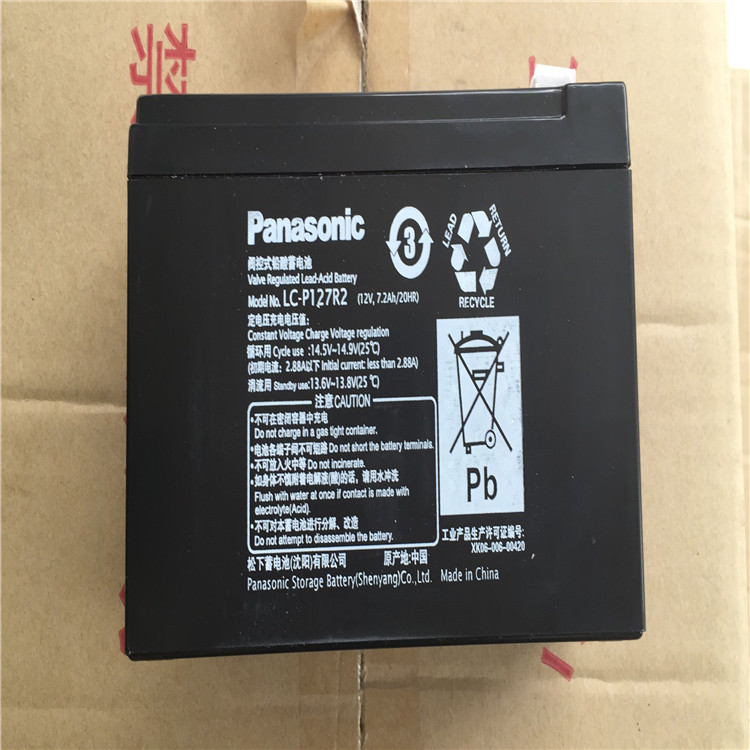 Panasonic
3
LEAD
RETURN
RECYCLE
阀控式铅酸蓄电池
Valve Regulated Lead-Acid Battery
Model No. LC-P127R2 (12V, 7.2Ah/20HR)
定电压充电电压值:
Constant Voltage Charge Voltage regulation
循环用 Cycle use :14.5V~14.9V(25℃)
(初期电流: 2.88A以下 Initial current: less than 2.88A)
涓流用 Standby use:13.6V~13.8V(25℃)
注意CAUTION
•不可在密闭容器中充电
Do not charge in a gas tight container.
•电池各端子间不可短路 Do not short the battery terminals.
•不可放入火中等 Do not incinerate.
•如身体不慎附着电解液(酸)的话, 请用水冲洗
Flush with water at once if contact is made with
electrolyte(Acid).
•不可对本蓄电池进行分解、改造
Do not attempt to disassemble the battery.
Pb
工业产品生产许可证编号:
XK06-006-00420
松下蓄电池(沈阳)有限公司 原产地:中国
Panasonic Storage Battery(Shenyang)Co.,Ltd. Made in China